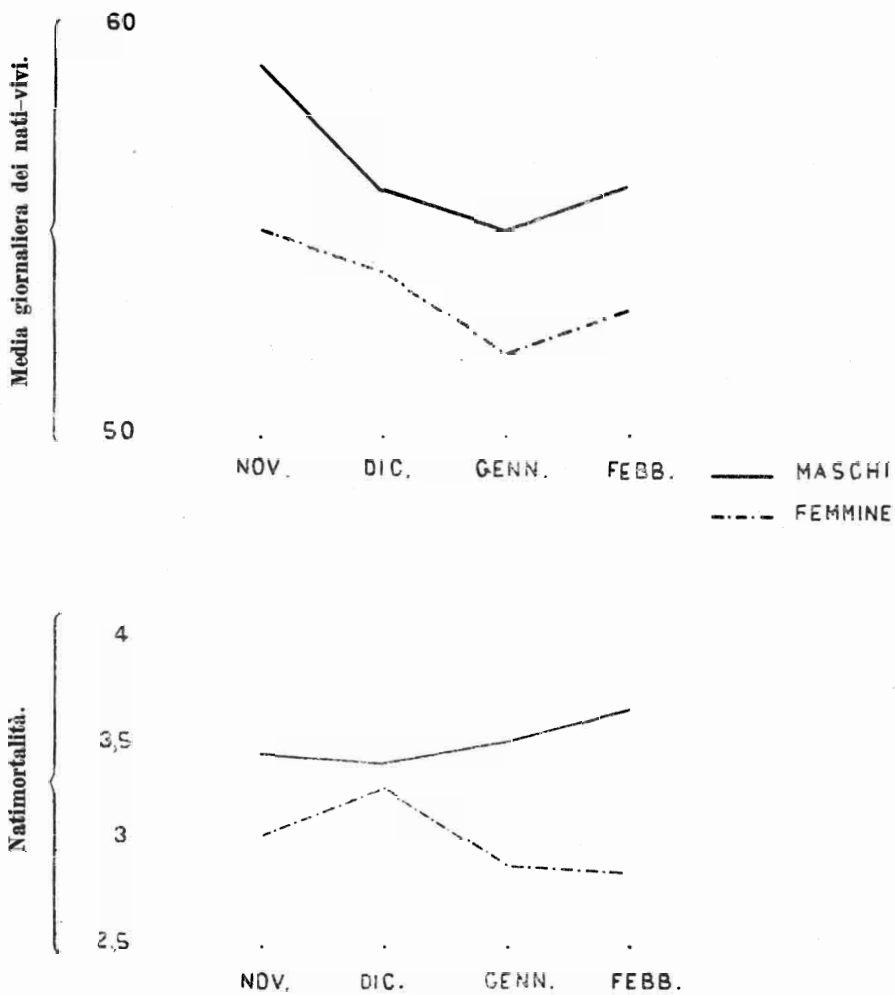 Media giornaliera dei nati-vivi.
60
50
NOV. DIC. GENN. FEBB.
MASCHI
FEMMINE
Natimortalità.
4
3,5
3
2,5
NOV. DIC. GENN. FEBB.